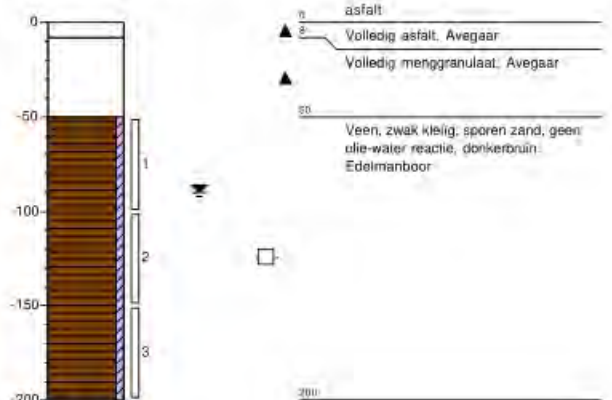 0
asfalt
0
8
Volledig asfalt, Avegaar
Volledig menggranulaat, Avegaar
-50
50
Veen, zwak kleiig, sporen zand, geen
olie-water reactie, donkerbruin,
Edelmanboor
1
-100
2
-150
3
-200
200